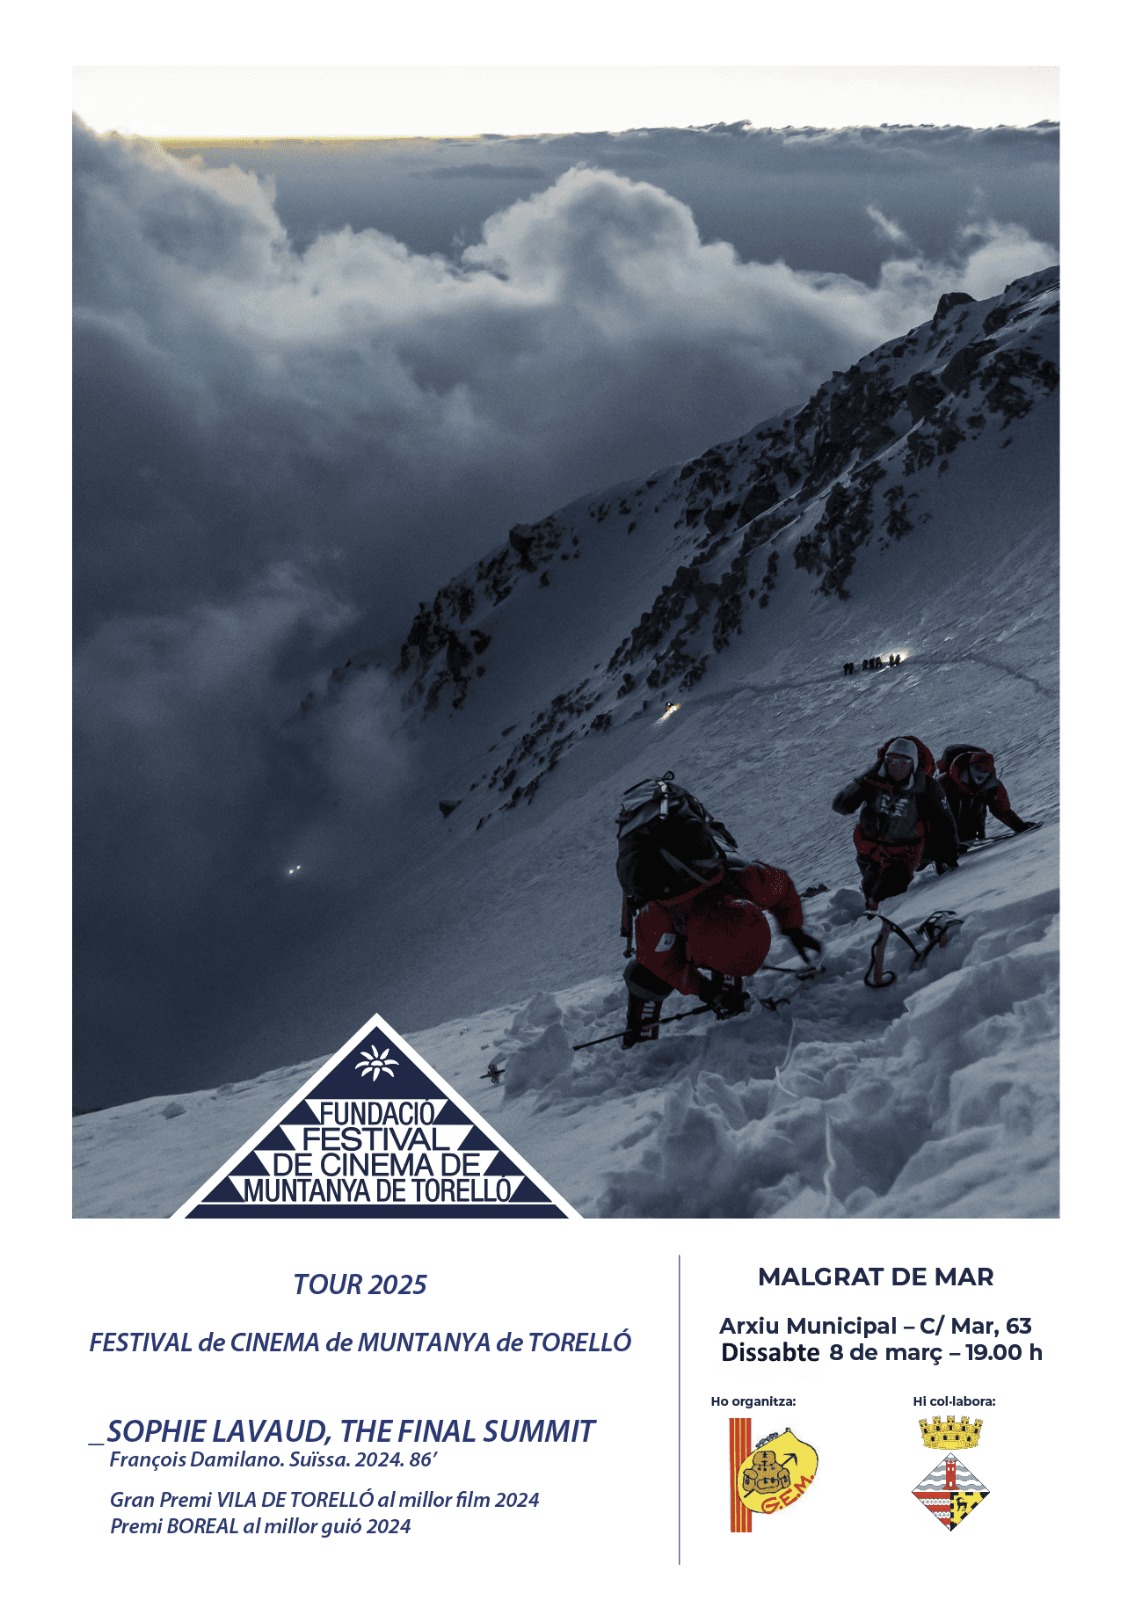 FUNDACIÓ
FESTIVAL
DE CINEMA DE
MUNTANYA DE TORELLÓ
TOUR 2025
FESTIVAL de CINEMA de MUNTANYA de TORELLÓ
_SOPHIE LAVAUD, THE FINAL SUMMIT
François Damilano. Suïssa. 2024. 86’
Gran Premi VILA DE TORELLÓ al millor film 2024
Premi BOREAL al millor guió 2024
MALGRAT DE MAR
Arxiu Municipal – C/ Mar, 63
Dissabte 8 de març – 19.00 h
Ho organitza:
G.E.M.
Hi col·labora: